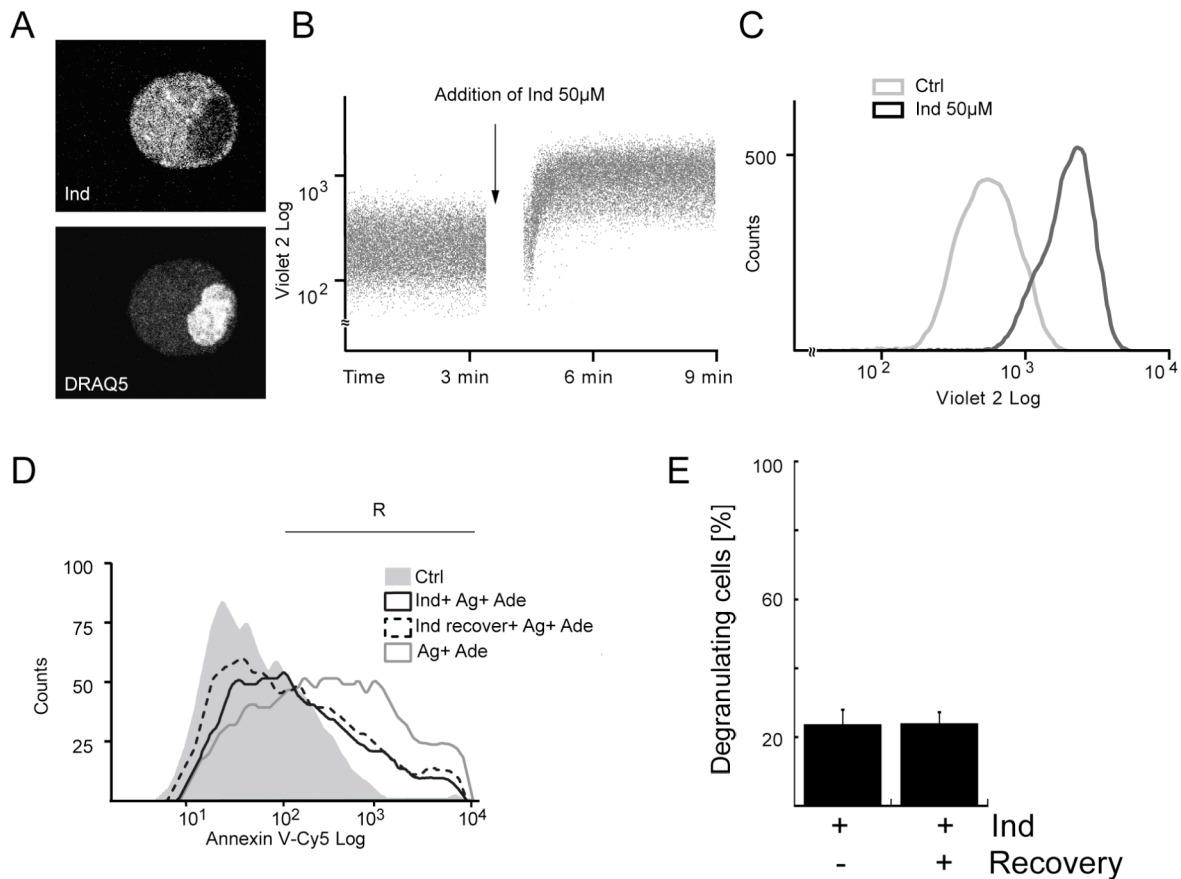 A
Ind
DRAQ5
B
Addition of Ind 50µM
Violet 2 Log
10³
10²
≈
Time 3 min 6 min 9 min
C
Ctrl
Ind 50µM
Counts
500
≈
10² 10³ 10⁴
Violet 2 Log
D
R
Ctrl
Ind+ Ag+ Ade
Ind recover+ Ag+ Ade
Ag+ Ade
Counts
100
75
50
25
10¹ 10² 10³ 10⁴
Annexin V-Cy5 Log
E
Degranulating cells [%]
100
60
20
+ + Ind
- + Recovery